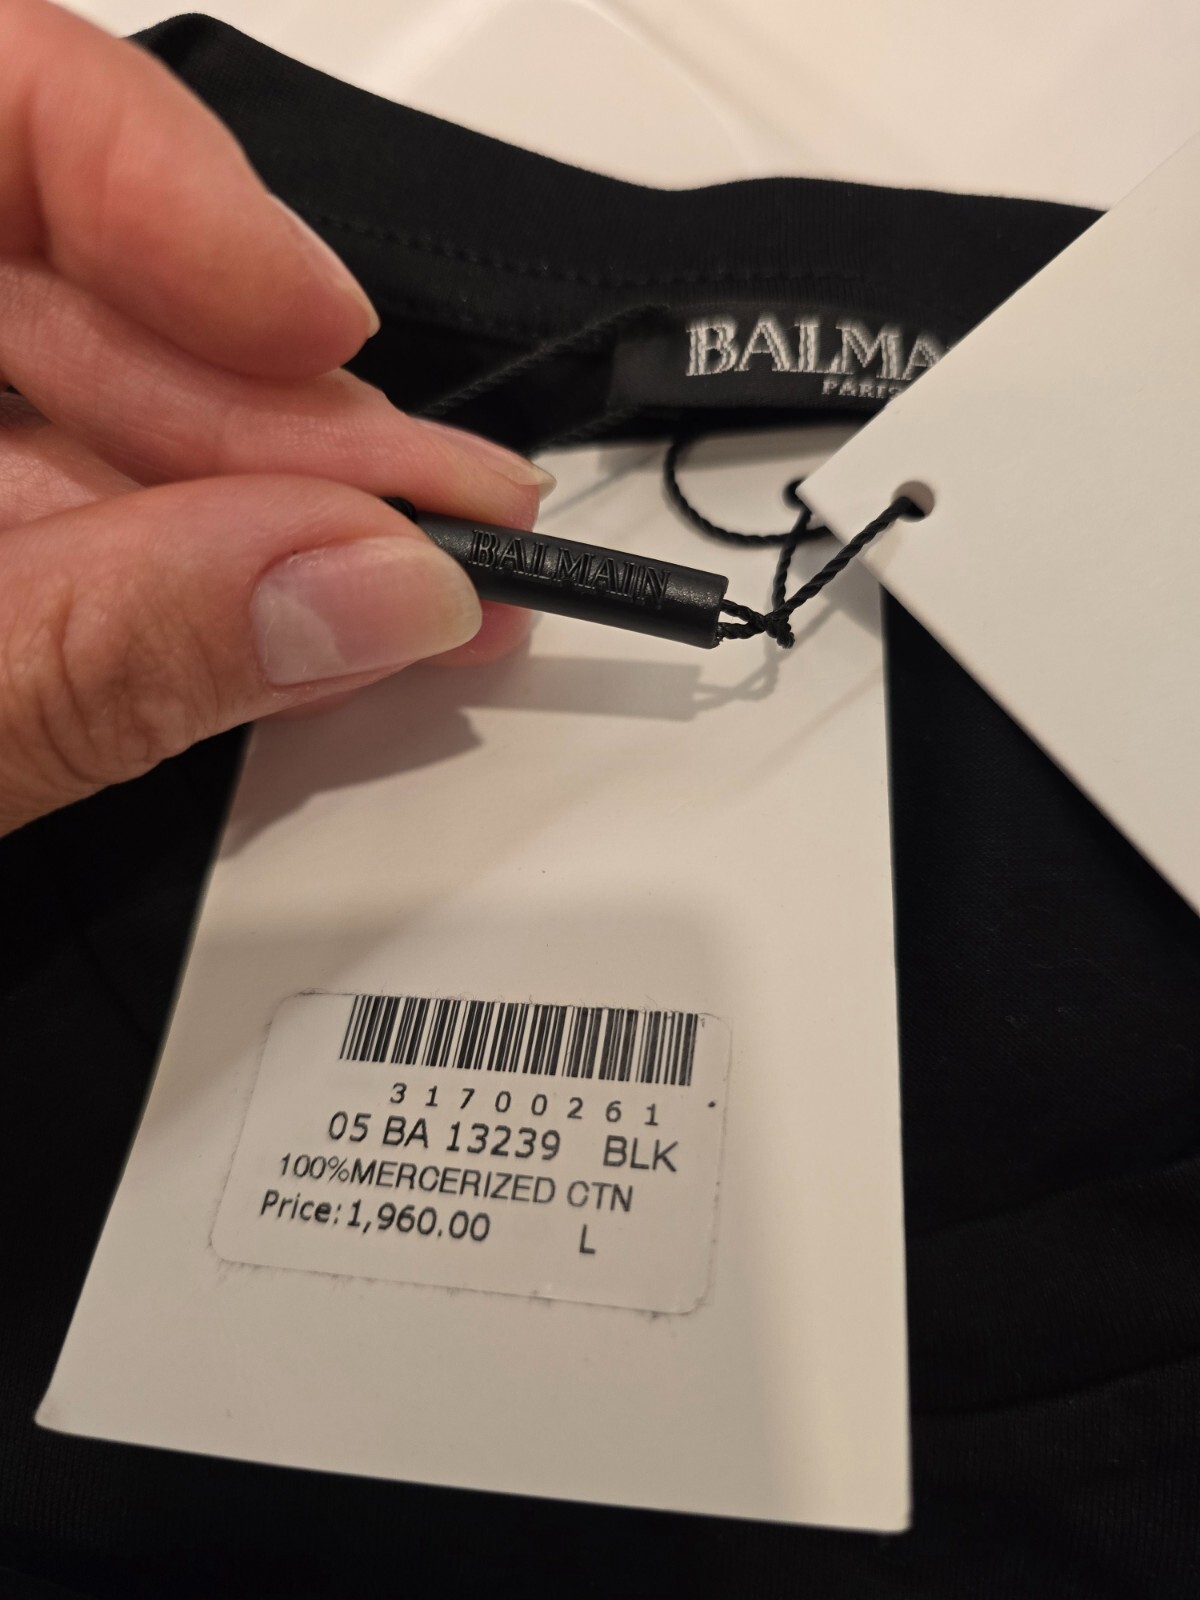 BALMA
PARIS
BALMAIN
31700261
05 BA 13239 BLK
100%MERCERIZED CTN
Price:1,960.00 L